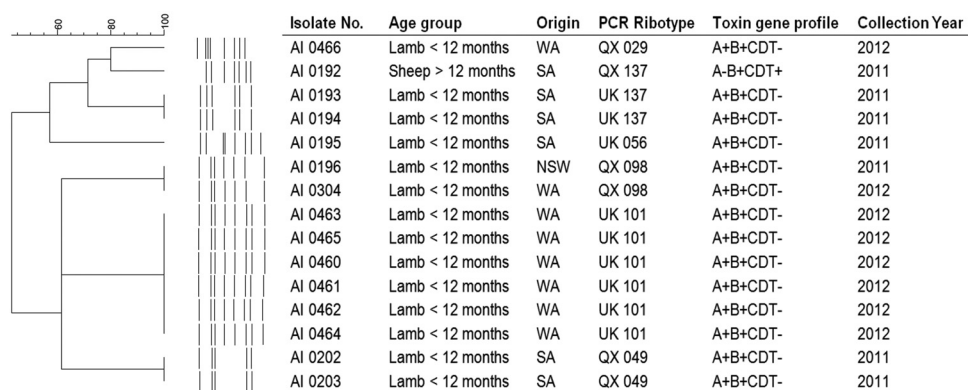 60 80 100
Isolate No. Age group Origin PCR Ribotype Toxin gene profile Collection Year
AI 0466 Lamb < 12 months WA QX 029 A+B+CDT- 2012
AI 0192 Sheep > 12 months SA QX 137 A-B+CDT+ 2011
AI 0193 Lamb < 12 months SA UK 137 A+B+CDT- 2011
AI 0194 Lamb < 12 months SA UK 137 A+B+CDT- 2011
AI 0195 Lamb < 12 months SA UK 056 A+B+CDT- 2011
AI 0196 Lamb < 12 months NSW QX 098 A+B+CDT- 2011
AI 0304 Lamb < 12 months WA QX 098 A+B+CDT- 2012
AI 0463 Lamb < 12 months WA UK 101 A+B+CDT- 2012
AI 0465 Lamb < 12 months WA UK 101 A+B+CDT- 2012
AI 0460 Lamb < 12 months WA UK 101 A+B+CDT- 2012
AI 0461 Lamb < 12 months WA UK 101 A+B+CDT- 2012
AI 0462 Lamb < 12 months WA UK 101 A+B+CDT- 2012
AI 0464 Lamb < 12 months WA UK 101 A+B+CDT- 2012
AI 0202 Lamb < 12 months SA QX 049 A+B+CDT- 2011
AI 0203 Lamb < 12 months SA QX 049 A+B+CDT- 2011